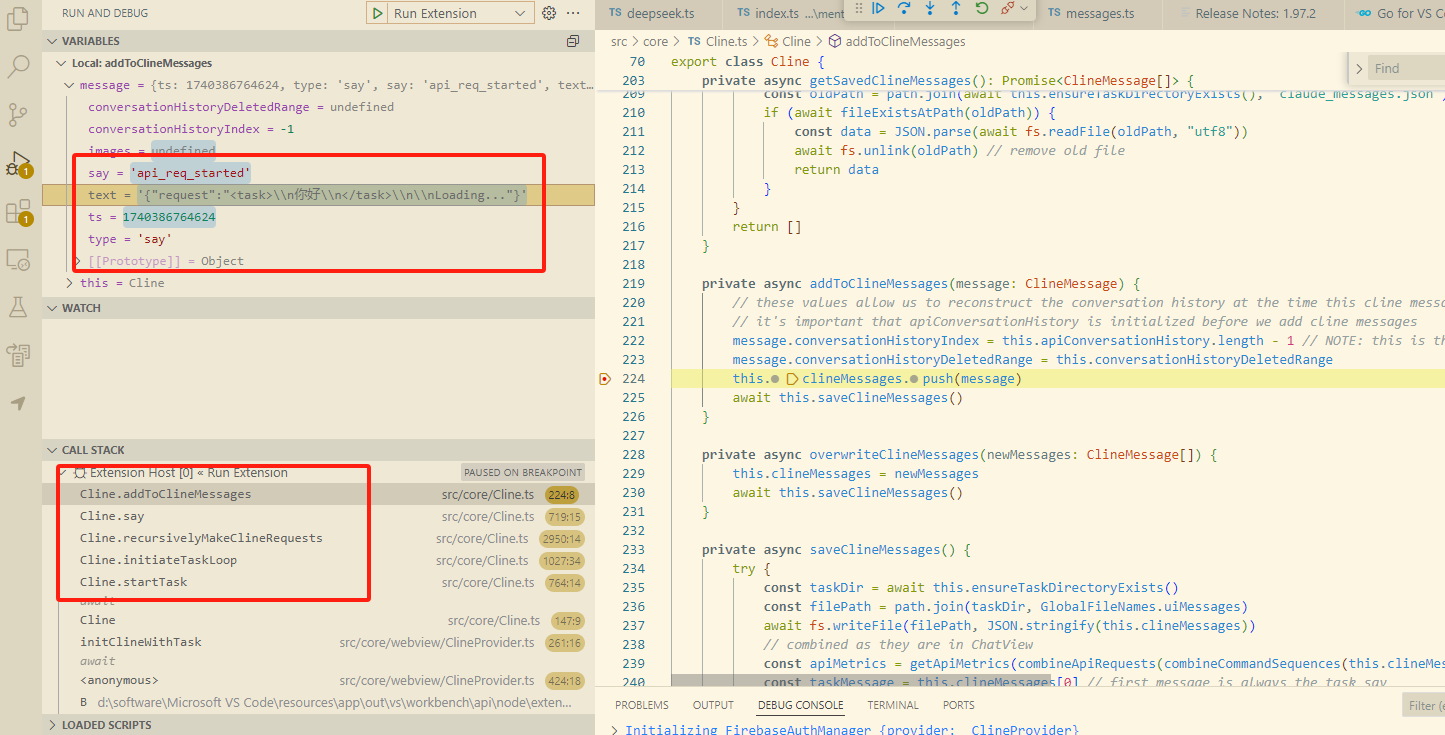 RUN AND DEBUG
Run Extension
VARIABLES
Local: addToClineMessages
message = {ts: 1740386764624, type: 'say', say: 'api_req_started', text…
conversationHistoryDeletedRange = undefined
conversationHistoryIndex = -1
images = undefined
say = 'api_req_started'
text = '{"request":"<task>\\n你好\\n</task>\\n\\nLoading..."}'
ts = 1740386764624
type = 'say'
[[Prototype]] = Object
this = Cline
WATCH
CALL STACK
Extension Host [0] « Run Extension PAUSED ON BREAKPOINT
Cline.addToClineMessages src/core/Cline.ts 224:8
Cline.say src/core/Cline.ts 719:15
Cline.recursivelyMakeClineRequests src/core/Cline.ts 2950:14
Cline.initiateTaskLoop src/core/Cline.ts 1027:34
Cline.startTask src/core/Cline.ts 764:14
await
Cline src/core/Cline.ts 147:9
initClineWithTask src/core/webview/ClineProvider.ts 261:16
await
<anonymous> src/core/webview/ClineProvider.ts 424:18
B d:\software\Microsoft VS Code\resources\app\out\vs\workbench\api\node\exten...
LOADED SCRIPTS
1
1
TS deepseek.ts
TS index.ts ...\ment
TS messages.ts
Release Notes: 1.97.2
Go for VS Co
src > core > TS Cline.ts > Cline > addToClineMessages
Find
70 export class Cline {
203 private async getSavedClineMessages(): Promise<ClineMessage[]> {
209 const oldPath = path.join(await this.ensureTaskDirectoryExists(), "claude_messages.json")
210 if (await fileExistsAtPath(oldPath)) {
211 const data = JSON.parse(await fs.readFile(oldPath, "utf8"))
212 await fs.unlink(oldPath) // remove old file
213 return data
214 }
215 }
216 return []
217 }
218
219 private async addToClineMessages(message: ClineMessage) {
220 // these values allow us to reconstruct the conversation history at the time this cline messa
221 // it's important that apiConversationHistory is initialized before we add cline messages
222 message.conversationHistoryIndex = this.apiConversationHistory.length - 1 // NOTE: this is th
223 message.conversationHistoryDeletedRange = this.conversationHistoryDeletedRange
224 this.clineMessages.push(message)
225 await this.saveClineMessages()
226 }
227
228 private async overwriteClineMessages(newMessages: ClineMessage[]) {
229 this.clineMessages = newMessages
230 await this.saveClineMessages()
231 }
232
233 private async saveClineMessages() {
234 try {
235 const taskDir = await this.ensureTaskDirectoryExists()
236 const filePath = path.join(taskDir, GlobalFileNames.uiMessages)
237 await fs.writeFile(filePath, JSON.stringify(this.clineMessages))
238 // combined as they are in ChatView
239 const apiMetrics = getApiMetrics(combineApiRequests(combineCommandSequences(this.clineMes
240 const taskMessage = this.clineMessages[0] // first message is always the task say
PROBLEMS OUTPUT DEBUG CONSOLE TERMINAL PORTS
Filter (e
> Initializing FirebaseAuthManager {provider: _ClineProvider}